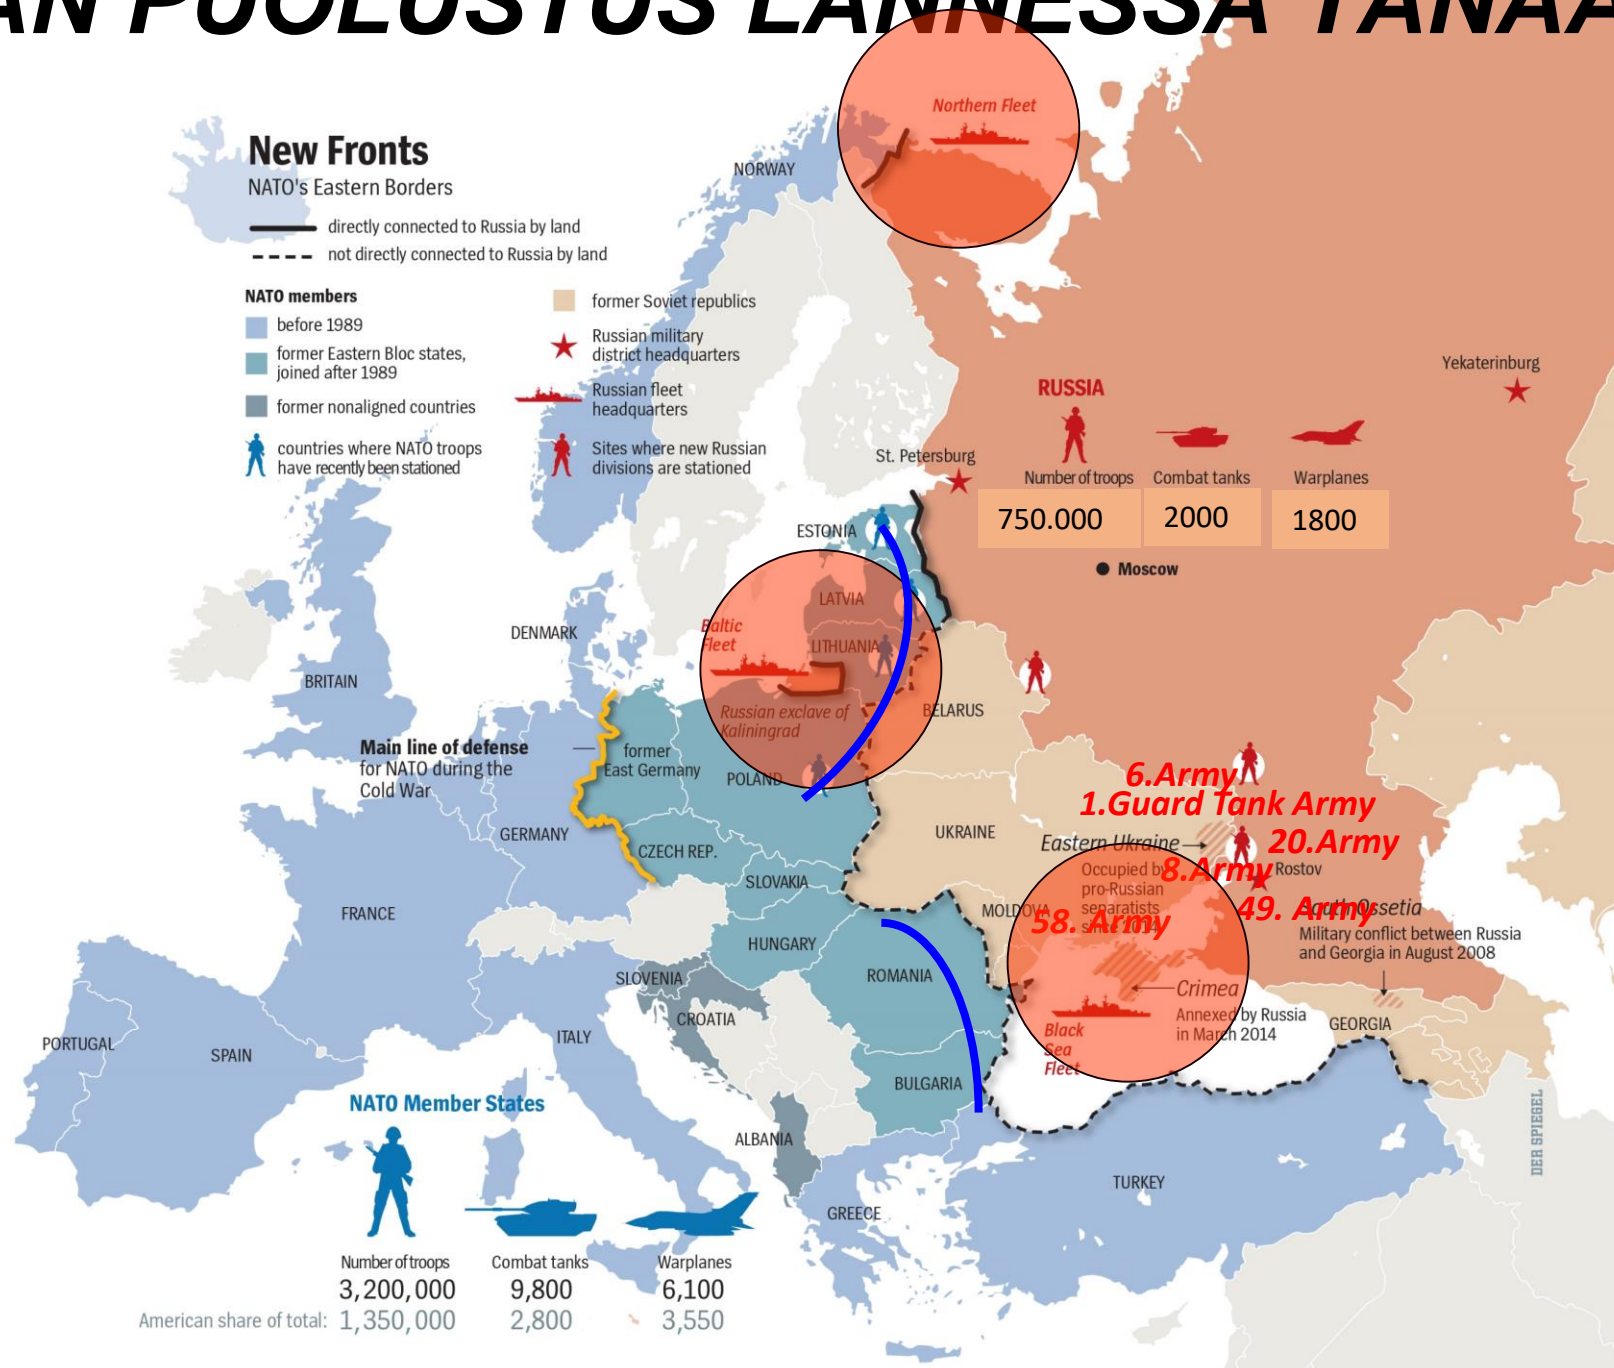 PUOLUSTUS LÄNNESSÄ
New Fronts
NATO's Eastern Borders
directly connected to Russia by land
not directly connected to Russia by land
NATO members
before 1989
former Eastern Bloc states,
joined after 1989
former nonaligned countries
countries where NATO troops
have recently been stationed
former Soviet republics
Russian military
district headquarters
Russian fleet
headquarters
Sites where new Russian
divisions are stationed
Northern Fleet
NORWAY
Yekaterinburg
RUSSIA
St. Petersburg
Number of troops
Combat tanks
Warplanes
750.000
2000
1800
Moscow
ESTONIA
LATVIA
LITHUANIA
Baltic
Fleet
Russian exclave of
Kaliningrad
DENMARK
BRITAIN
BELARUS
Main line of defense
for NATO during the
Cold War
former
East Germany
POLAND
GERMANY
CZECH REP.
SLOVAKIA
UKRAINE
6.Army
1.Guard Tank Army
Eastern Ukraine
20.Army
Occupied by
pro-Russian
separatists
since 2014
8.Army
Rostov
49. Army
South Ossetia
Military conflict between Russia
and Georgia in August 2008
58. Army
MOLDOVA
FRANCE
HUNGARY
ROMANIA
SLOVENIA
CROATIA
Crimea
Annexed by Russia
in March 2014
Black
Sea
Fleet
GEORGIA
PORTUGAL
SPAIN
ITALY
BULGARIA
ALBANIA
GREECE
TURKEY
DER SPIEGEL
NATO Member States
Number of troops
Combat tanks
Warplanes
3,200,000
9,800
6,100
American share of total:
1,350,000
2,800
3,550